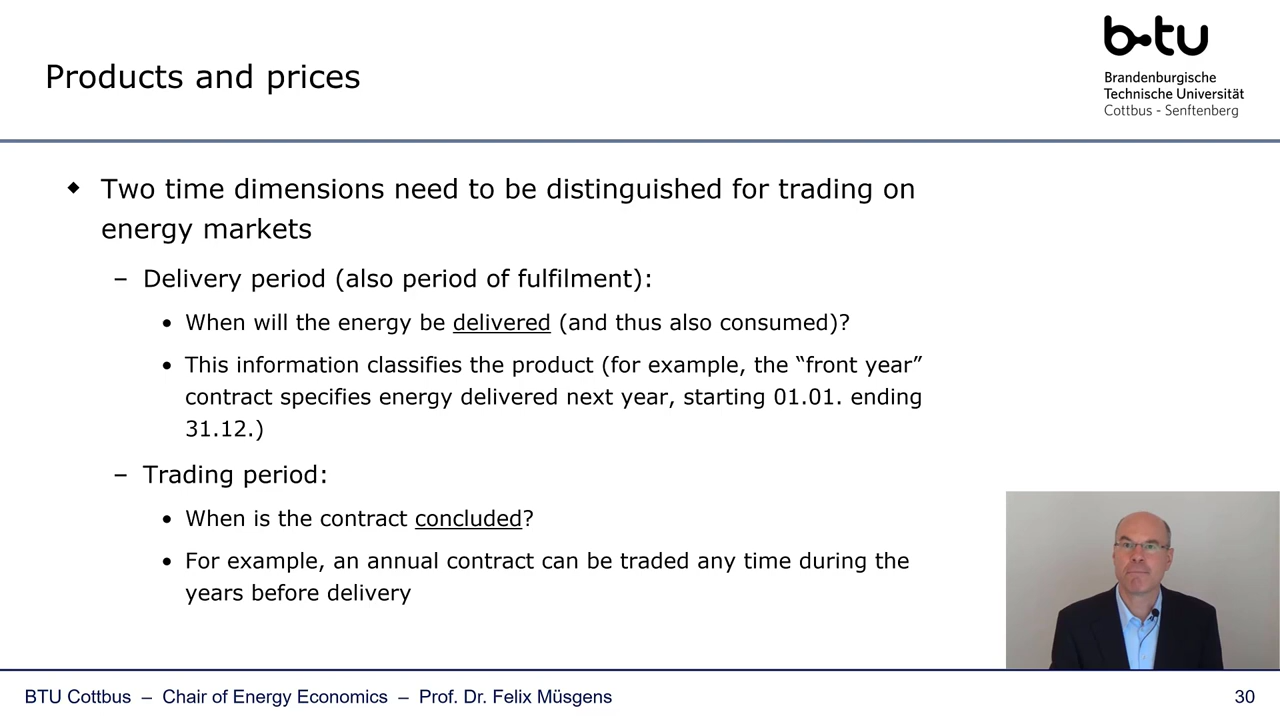 b-tu
Brandenburgische
Technische Universität
Cottbus - Senftenberg
Products and prices
Two time dimensions need to be distinguished for trading on
energy markets
– Delivery period (also period of fulfilment):
• When will the energy be delivered (and thus also consumed)?
• This information classifies the product (for example, the “front year”
contract specifies energy delivered next year, starting 01.01. ending
31.12.)
– Trading period:
• When is the contract concluded?
• For example, an annual contract can be traded any time during the
years before delivery
BTU Cottbus – Chair of Energy Economics – Prof. Dr. Felix Müsgens
30